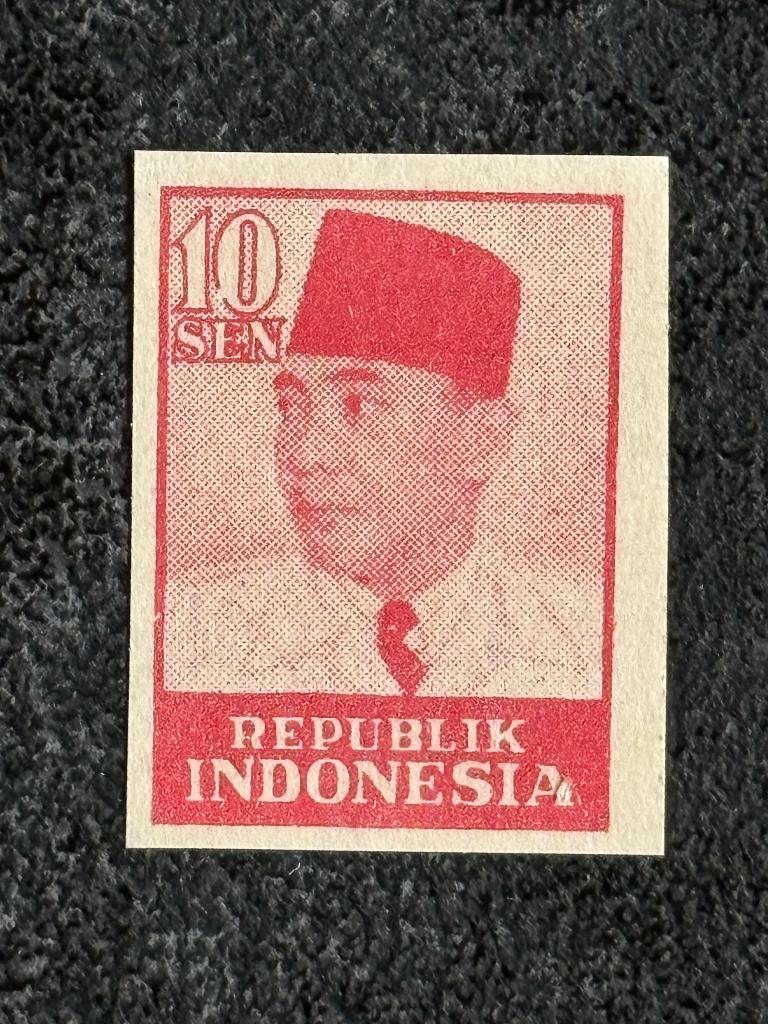 10
SEN
REPUBLIK
INDONESIA